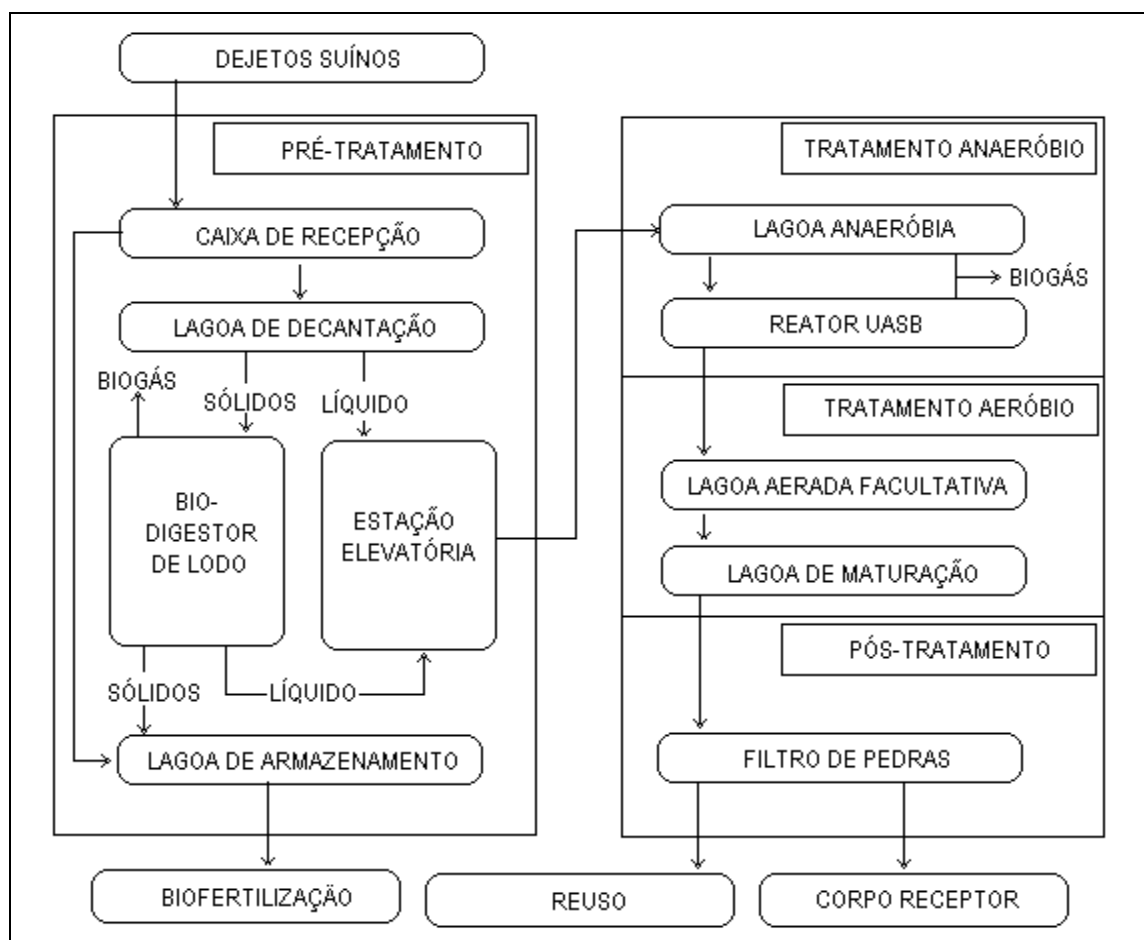 DEJETOS SUÍNOS
PRÉ-TRATAMENTO
CAIXA DE RECEPÇÃO
LAGOA DE DECANTAÇÃO
BIOGÁS
SÓLIDOS
LÍQUIDO
BIO-
DIGESTOR
DE LODO
ESTAÇÃO
ELEVATÓRIA
SÓLIDOS
LÍQUIDO
LAGOA DE ARMAZENAMENTO
BIOFERTILIZAÇÃO
TRATAMENTO ANAERÓBIO
LAGOA ANAERÓBIA
BIOGÁS
REATOR UASB
TRATAMENTO AERÓBIO
LAGOA AERADA FACULTATIVA
LAGOA DE MATURAÇÃO
PÓS-TRATAMENTO
FILTRO DE PEDRAS
REUSO
CORPO RECEPTOR